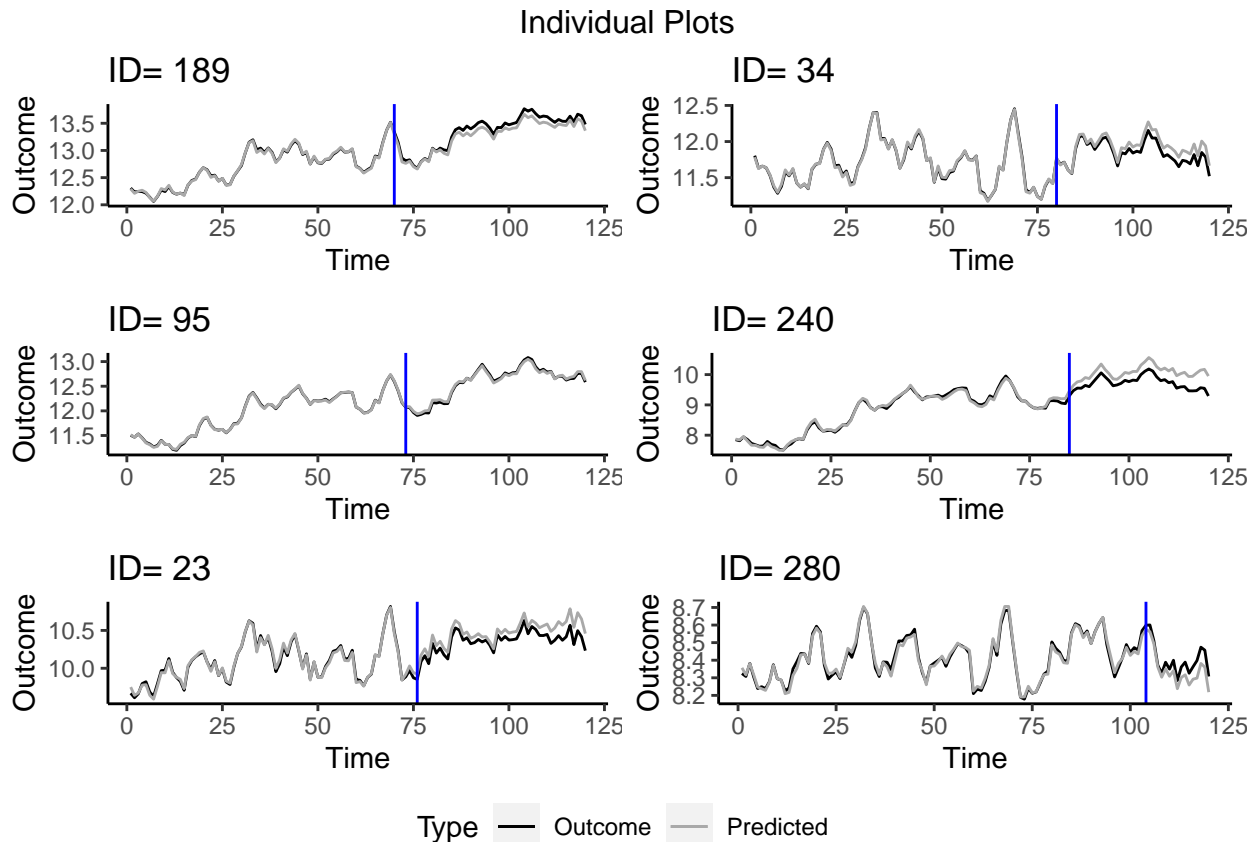 Individual Plots
ID= 189
Outcome
13.5
13.0
12.5
12.0
0 25 50 75 100 125
Time
ID= 34
Outcome
12.5
12.0
11.5
0 25 50 75 100 125
Time
ID= 95
Outcome
13.0
12.5
12.0
11.5
0 25 50 75 100 125
Time
ID= 240
Outcome
10
9
8
0 25 50 75 100 125
Time
ID= 23
Outcome
10.5
10.0
0 25 50 75 100 125
Time
ID= 280
Outcome
8.7
8.6
8.5
8.4
8.3
8.2
0 25 50 75 100 125
Time
Type Outcome Predicted